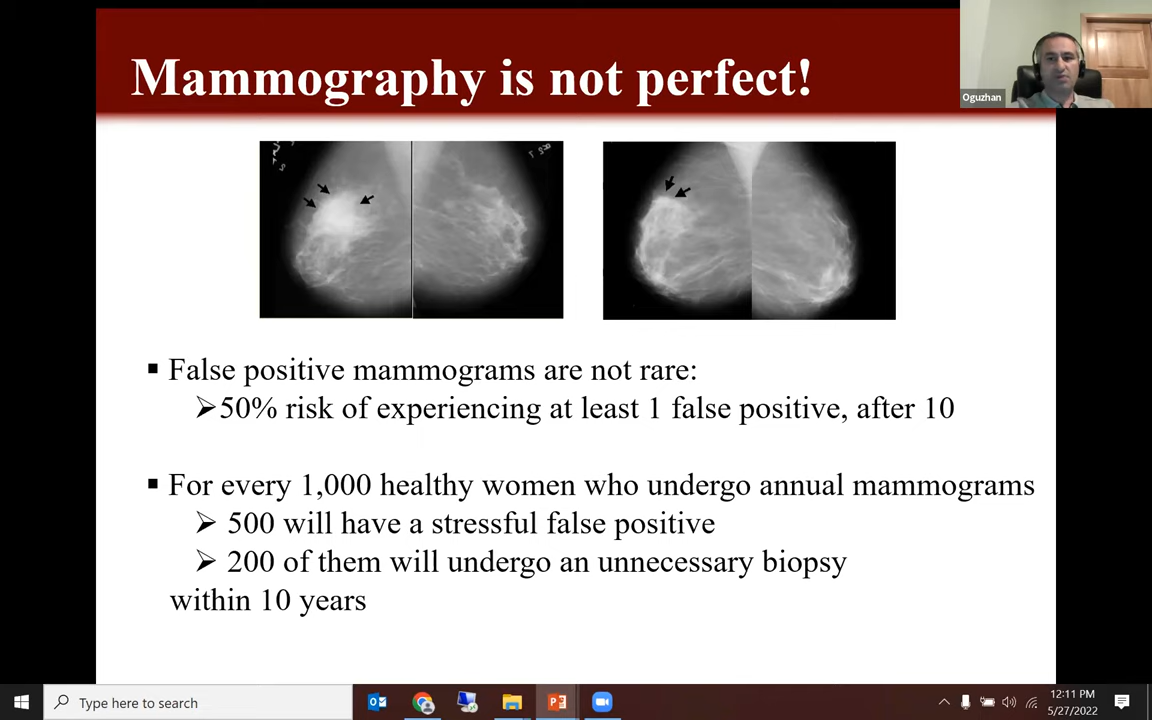 Mammography is not perfect!
Oguzhan
▪ False positive mammograms are not rare:
➢50% risk of experiencing at least 1 false positive, after 10
▪ For every 1,000 healthy women who undergo annual mammograms
➢ 500 will have a stressful false positive
➢ 200 of them will undergo an unnecessary biopsy
within 10 years
Type here to search
12:11 PM
5/27/2022